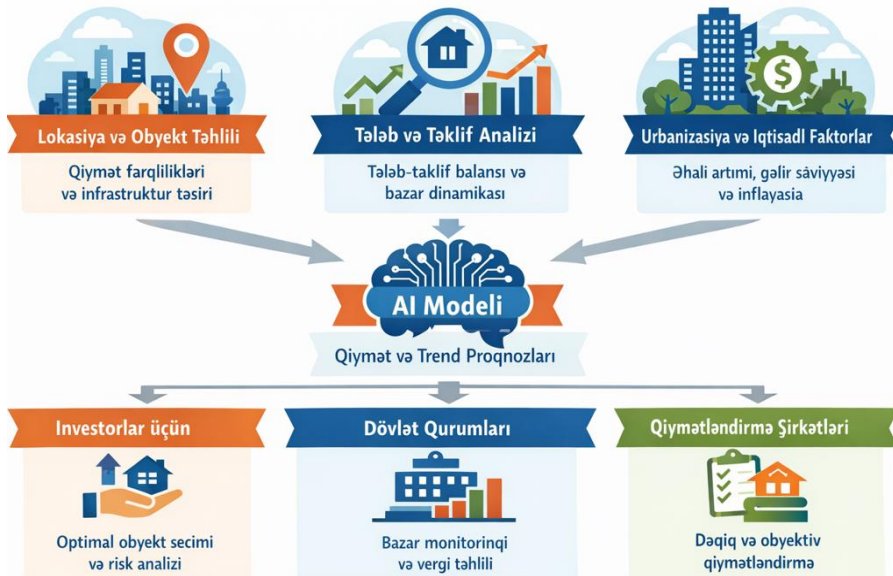 Lokasiya və Obyekt Təhlili
Qiymət fərqlilikləri
və infrastruktur təsiri
Tələb və Təklif Analizi
Tələb-təklif balansı və
bazar dinamikası
Urbanizasiya və Iqtisadl Faktorlar
Əhali artımı, gəlir səviyyəsi
və inflayasia
$
AI Modeli
Qiymət və Trend Proqnozları
Investorlar üçün
Optimal obyekt secimi
və risk analizi
Dövlət Qurumları
Bazar monitorinqi
və vergi təhlili
Qiymətləndirmə Şirkətləri
Dəqiq və obyektiv
qiymətləndirmə